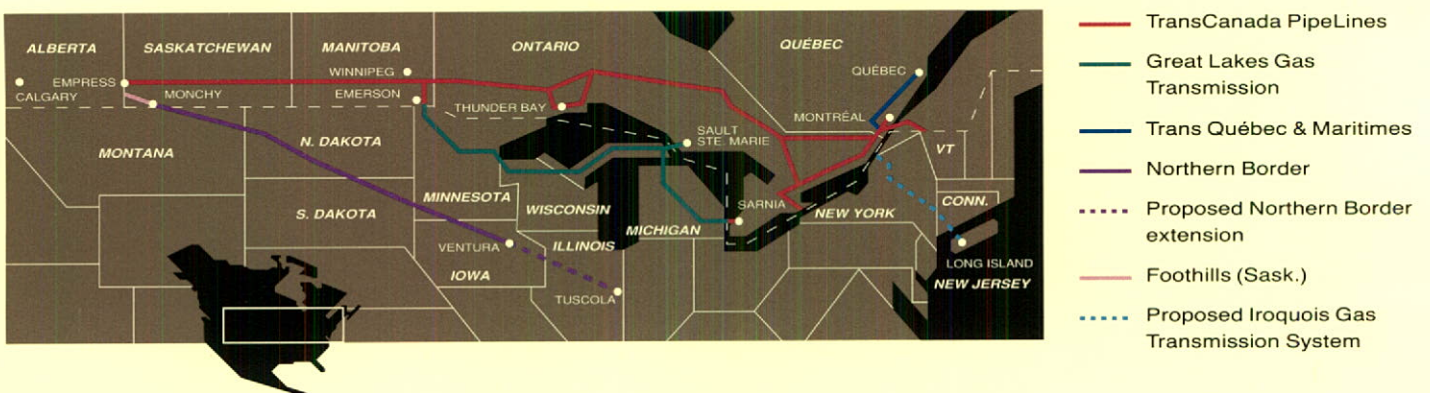 ALBERTA
SASKATCHEWAN
MANITOBA
ONTARIO
QUÉBEC
WINNIPEG
QUÉBEC
EMPRESS
CALGARY
MONCHY
EMERSON
THUNDER BAY
MONTRÉAL
SAULT
STE. MARIE
MONTANA
N. DAKOTA
VT
MINNESOTA
S. DAKOTA
WISCONSIN
SARNIA
NEW YORK
CONN.
MICHIGAN
VENTURA
ILLINOIS
IOWA
LONG ISLAND
NEW JERSEY
TUSCOLA
TransCanada PipeLines
Great Lakes Gas
Transmission
Trans Québec & Maritimes
Northern Border
Proposed Northern Border
extension
Foothills (Sask.)
Proposed Iroquois Gas
Transmission System